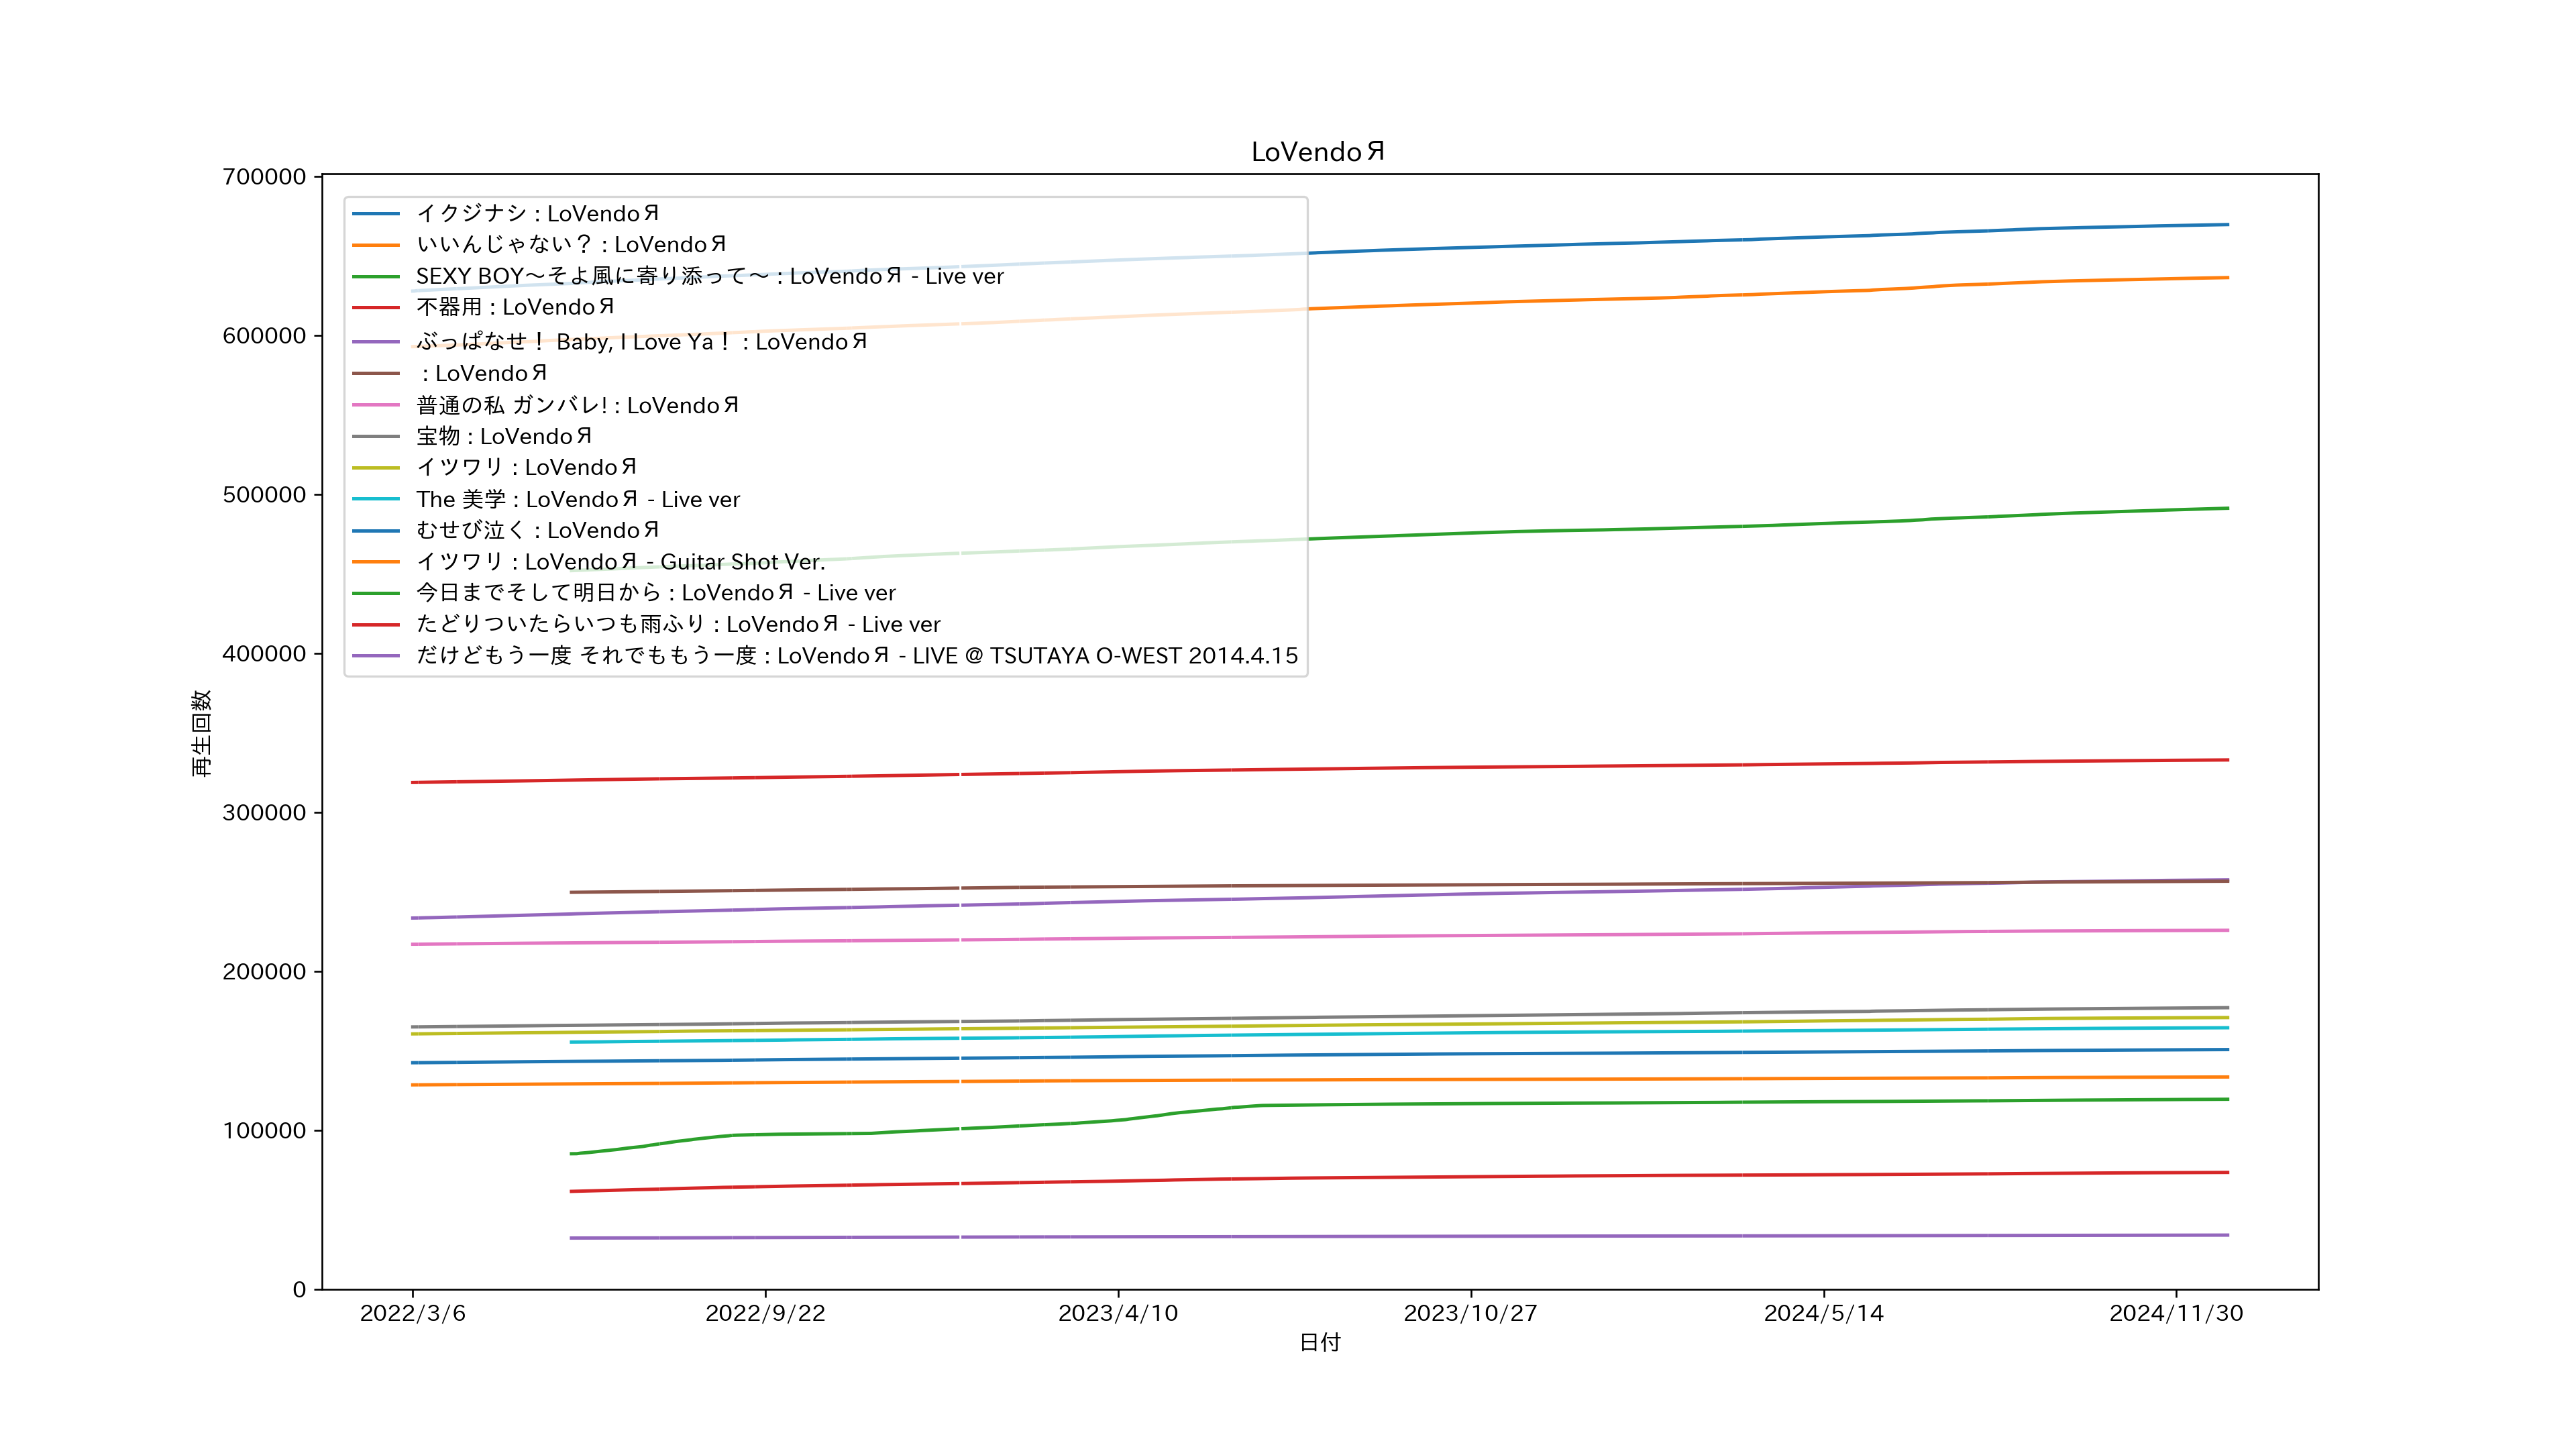 LoVendoЯ
700000
600000
500000
400000
300000
200000
100000
0
再生回数
イクジナシ : LoVendoЯ
いいんじゃない？ : LoVendoЯ
SEXY BOY〜そよ風に寄り添って〜 : LoVendoЯ - Live ver
不器用 : LoVendoЯ
ぶっぱなせ！ Baby, I Love Ya！ : LoVendoЯ
: LoVendoЯ
普通の私 ガンバレ! : LoVendoЯ
宝物 : LoVendoЯ
イツワリ : LoVendoЯ
The 美学 : LoVendoЯ - Live ver
むせび泣く : LoVendoЯ
イツワリ : LoVendoЯ - Guitar Shot Ver.
今日までそして明日から : LoVendoЯ - Live ver
たどりついたらいつも雨ふり : LoVendoЯ - Live ver
だけどもう一度 それでももう一度 : LoVendoЯ - LIVE @ TSUTAYA O-WEST 2014.4.15
2022/3/6
2022/9/22
2023/4/10
2023/10/27
2024/5/14
2024/11/30
日付